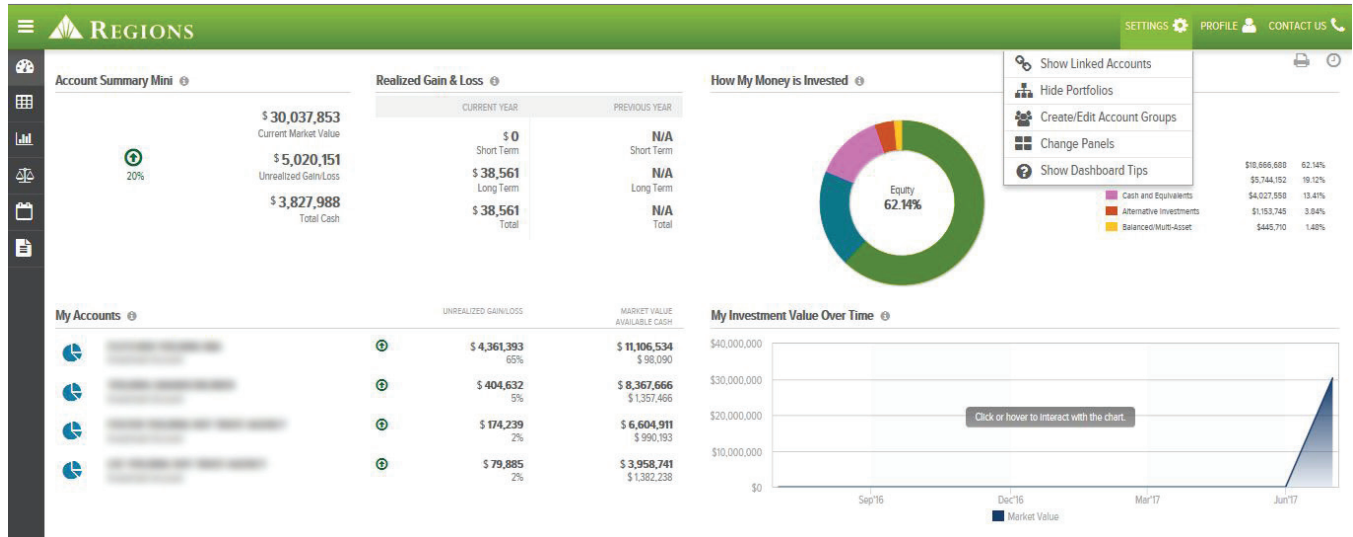 REGIONS
SETTINGS PROFILE CONTACT US
Show Linked Accounts
Hide Portfolios
Create/Edit Account Groups
Change Panels
Show Dashboard Tips
Account Summary Mini
20%
$ 30,037,853
Current Market Value
$ 5,020,151
Unrealized Gain/Loss
$ 3,827,988
Total Cash
Realized Gain & Loss
CURRENT YEAR PREVIOUS YEAR
$ 0 N/A
Short Term Short Term
$ 38,561 N/A
Long Term Long Term
$ 38,561 N/A
Total Total
How My Money is Invested
Equity
62.14%
$18,666,688 62.14%
$5,744,152 19.12%
Cash and Equivalents $4,027,558 13.41%
Alternative Investments $1,153,745 3.84%
Balanced/Multi-Asset $445,710 1.48%
My Accounts
UNREALIZED GAIN/LOSS MARKET VALUE
AVAILABLE CASH
$ 4,361,393 $ 11,106,534
65% $ 98,090
$ 404,632 $ 8,367,666
5% $ 1,357,466
$ 174,239 $ 6,604,911
2% $ 990,193
$ 79,885 $ 3,958,741
2% $ 1,382,238
My Investment Value Over Time
$40,000,000
$30,000,000
$20,000,000
$10,000,000
$0
Click or hover to interact with the chart.
Sep'16 Dec'16 Mar'17 Jun'17
Market Value